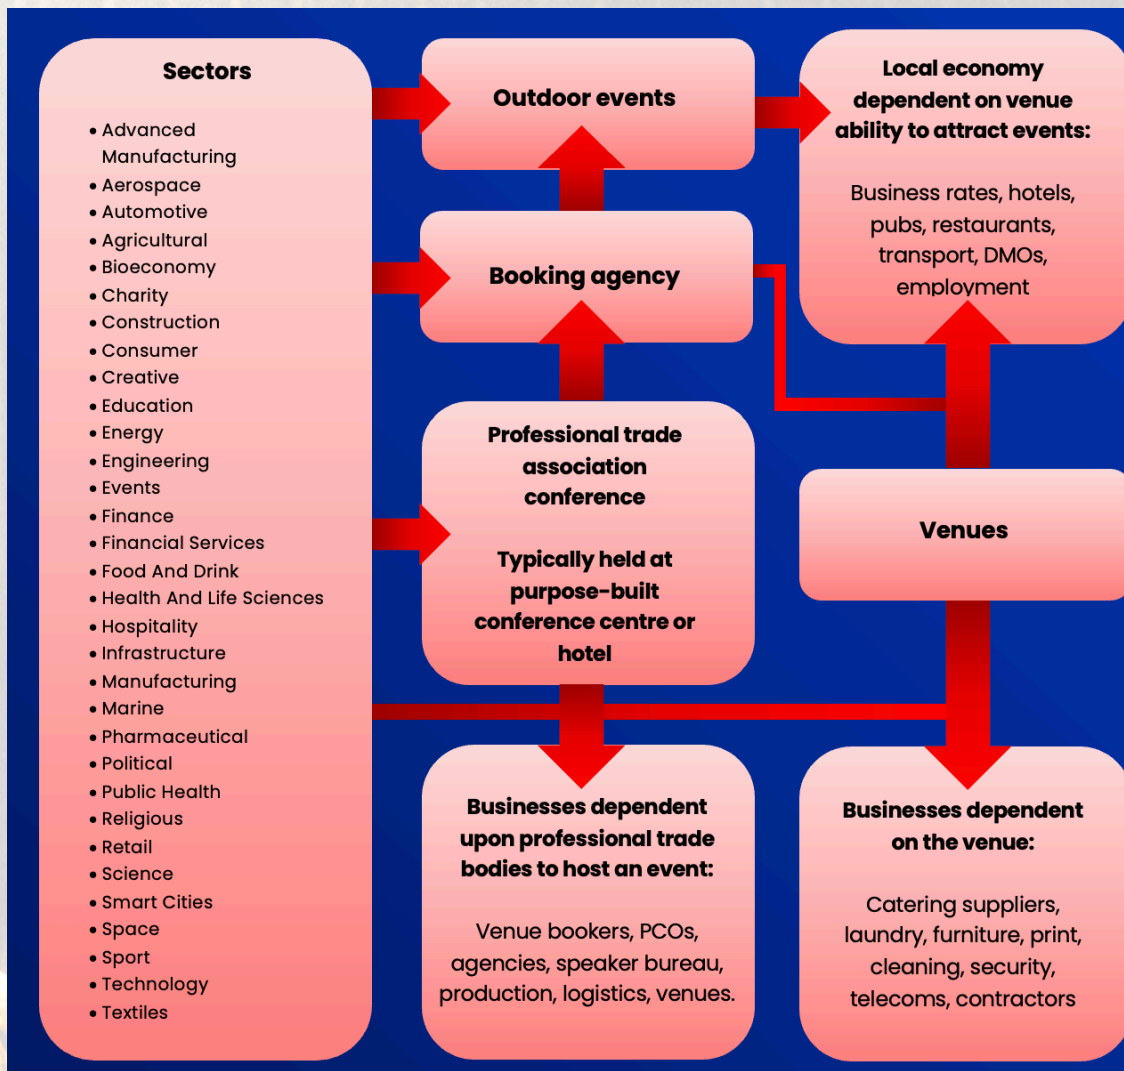 Sectors
• Advanced
Manufacturing
• Aerospace
• Automotive
• Agricultural
• Bioeconomy
• Charity
• Construction
• Consumer
• Creative
• Education
• Energy
• Engineering
• Events
• Finance
• Financial Services
• Food And Drink
• Health And Life Sciences
• Hospitality
• Infrastructure
• Manufacturing
• Marine
• Pharmaceutical
• Political
• Public Health
• Religious
• Retail
• Science
• Smart Cities
• Space
• Sport
• Technology
• Textiles
Outdoor events
Booking agency
Professional trade
association
conference
Typically held at
purpose-built
conference centre or
hotel
Businesses dependent
upon professional trade
bodies to host an event:
Venue bookers, PCOs,
agencies, speaker bureau,
production, logistics, venues.
Local economy
dependent on venue
ability to attract events:
Business rates, hotels,
pubs, restaurants,
transport, DMOs,
employment
Venues
Businesses dependent
on the venue:
Catering suppliers,
laundry, furniture, print,
cleaning, security,
telecoms, contractors